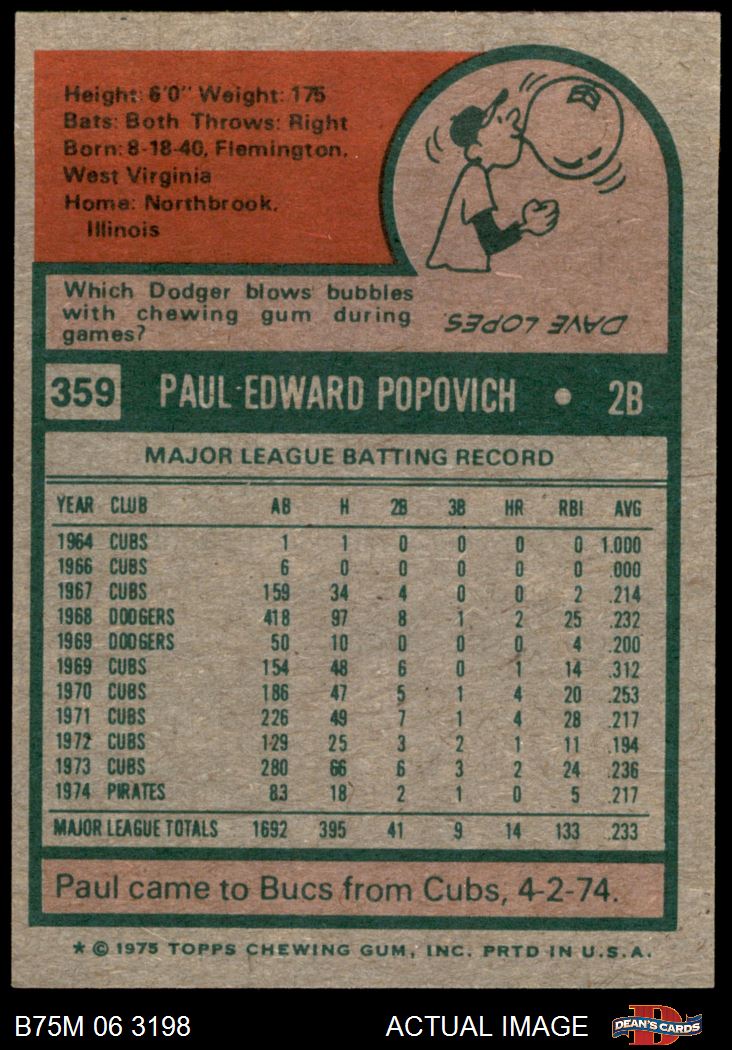 Height: 6'0" Weight: 175
Bats: Both Throws: Right
Born: 8-18-40, Flemington,
West Virginia
Home: Northbrook,
Illinois
Which Dodger blows bubbles
with chewing gum during
games?
DAVE LOPES.
359 PAUL EDWARD POPOVICH • 2B
MAJOR LEAGUE BATTING RECORD
YEAR CLUB AB H 2B 3B HR RBI AVG
1964 CUBS 1 1 0 0 0 0 1.000
1966 CUBS 6 0 0 0 0 0 .000
1967 CUBS 159 34 4 0 0 2 .214
1968 DODGERS 418 97 8 1 2 25 .232
1969 DODGERS 50 10 0 0 0 4 .200
1969 CUBS 154 48 6 0 1 14 .312
1970 CUBS 186 47 5 1 4 20 .253
1971 CUBS 226 49 7 1 4 28 .217
1972 CUBS 129 25 3 2 1 11 .194
1973 CUBS 280 66 6 3 2 24 .236
1974 PIRATES 83 18 2 1 0 5 .217
MAJOR LEAGUE TOTALS 1692 395 41 9 14 133 .233
Paul came to Bucs from Cubs, 4-2-74.
* © 1975 TOPPS CHEWING GUM, INC. PRTD IN U.S.A.
B75M 06 3198 ACTUAL IMAGE D DEAN'S CARDS